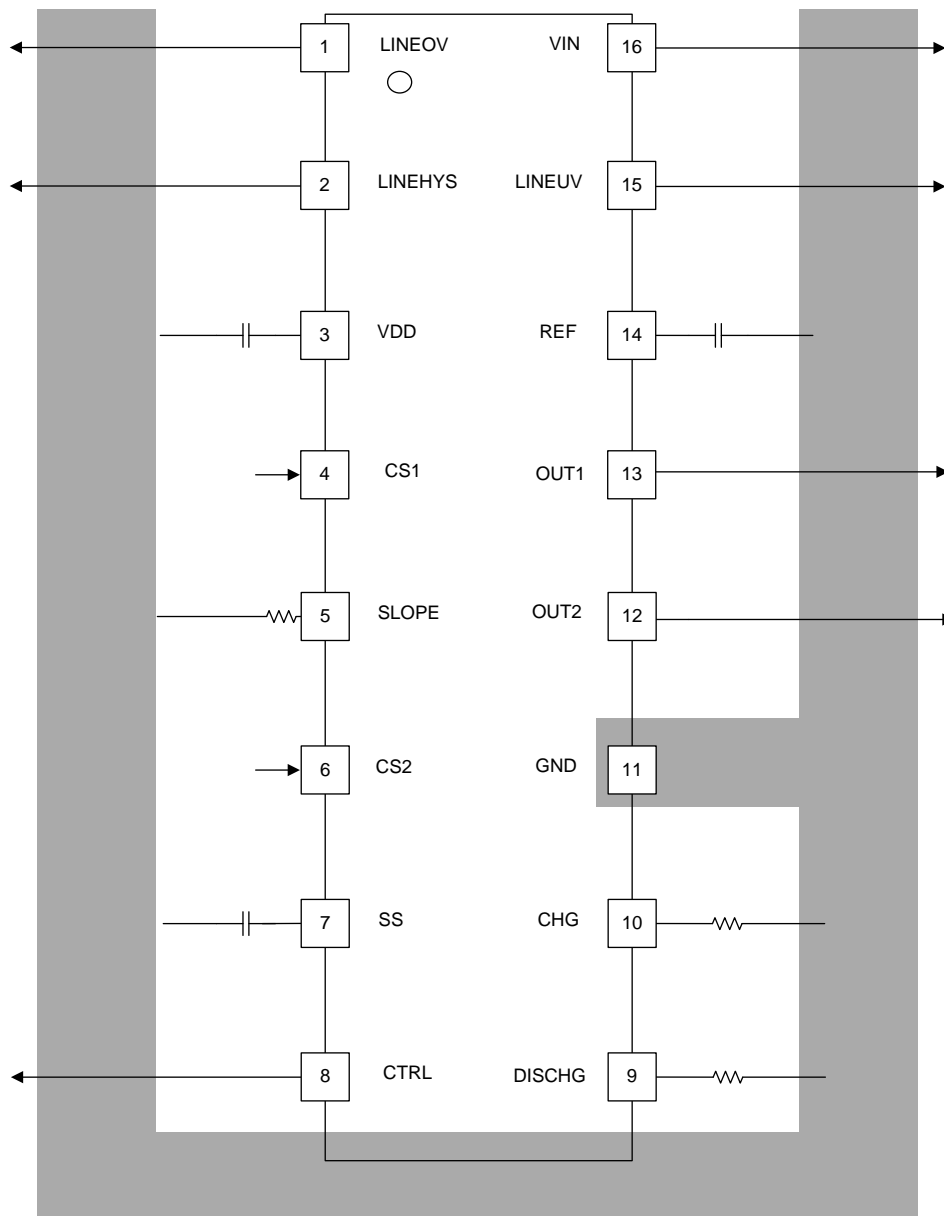 1 LINEOV VIN 16
2 LINEHYS LINEUV 15
3 VDD REF 14
4 CS1 OUT1 13
5 SLOPE OUT2 12
6 CS2 GND 11
7 SS CHG 10
8 CTRL DISCHG 9